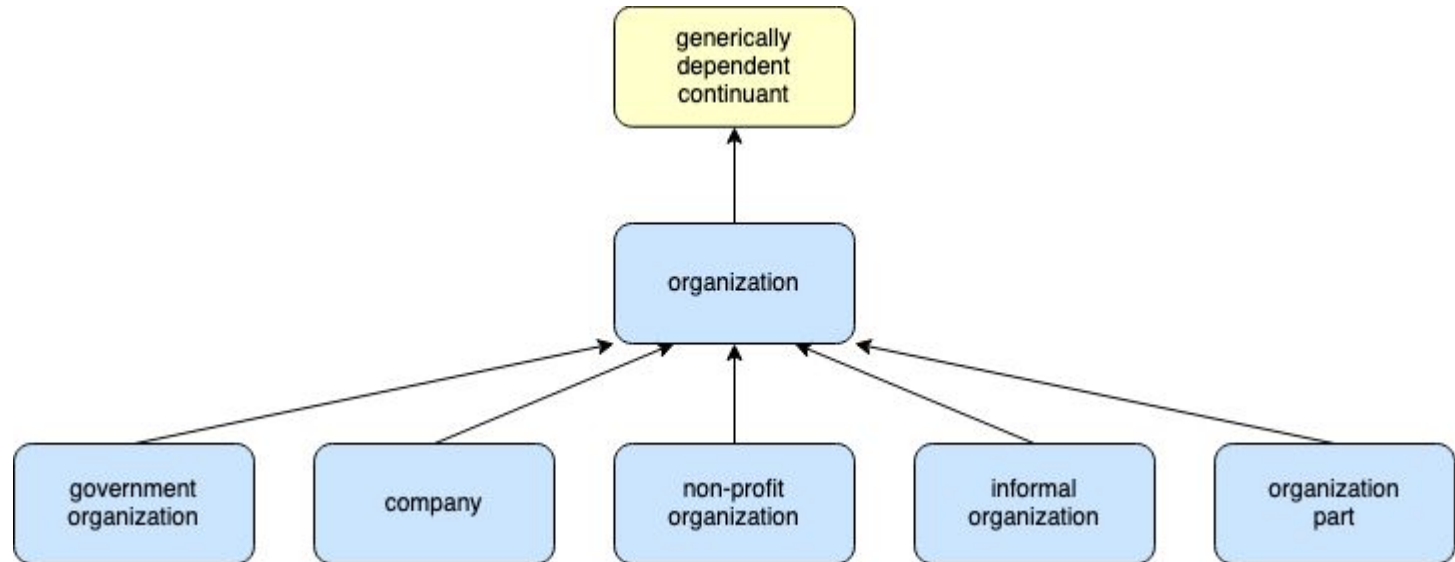 generically
dependent
continuant
organization
government
organization
company
non-profit
organization
informal
organization
organization
part